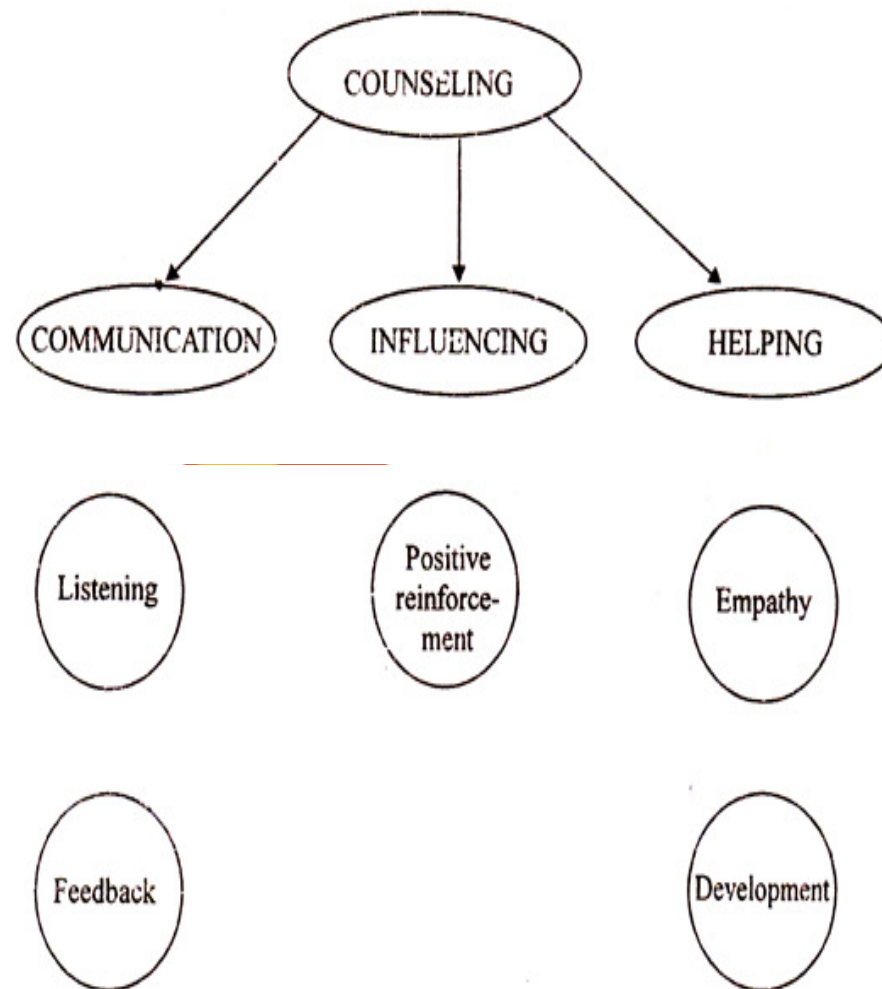 COUNSELING
COMMUNICATION
INFLUENCING
HELPING
Listening
Positive
reinforce-
ment
Empathy
Feedback
Development